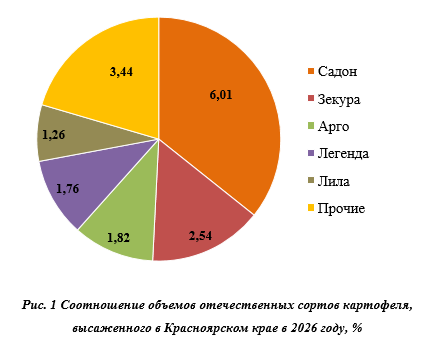 3,44
6,01
1,26
1,76
1,82
2,54
Садон
Зекура
Арго
Легенда
Лила
Прочие
Рис. 1 Соотношение объемов отечественных сортов картофеля,
высаженного в Красноярском крае в 2026 году, %